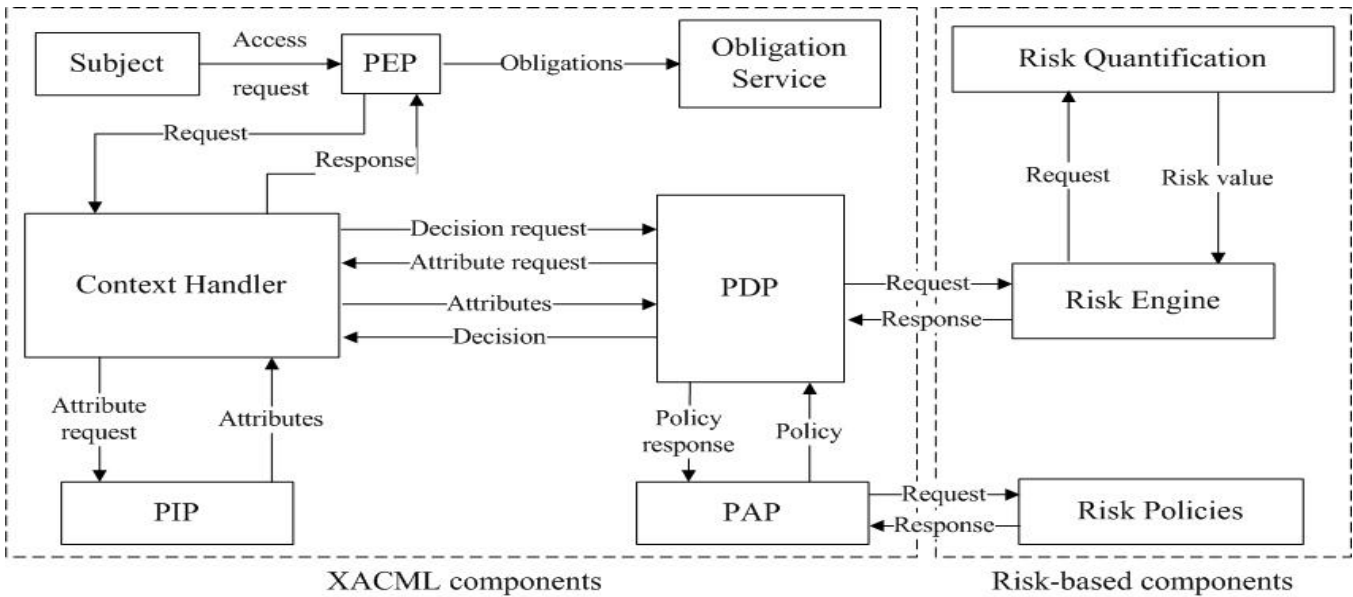 Subject
Access
request
PEP
Obligations
Obligation
Service
Risk Quantification
Request
Response
Request
Risk value
Context Handler
Decision request
Attribute request
Attributes
Decision
PDP
Request
Response
Risk Engine
Attribute
request
Attributes
Policy
response
Policy
PIP
PAP
Request
Response
Risk Policies
XACML components
Risk-based components